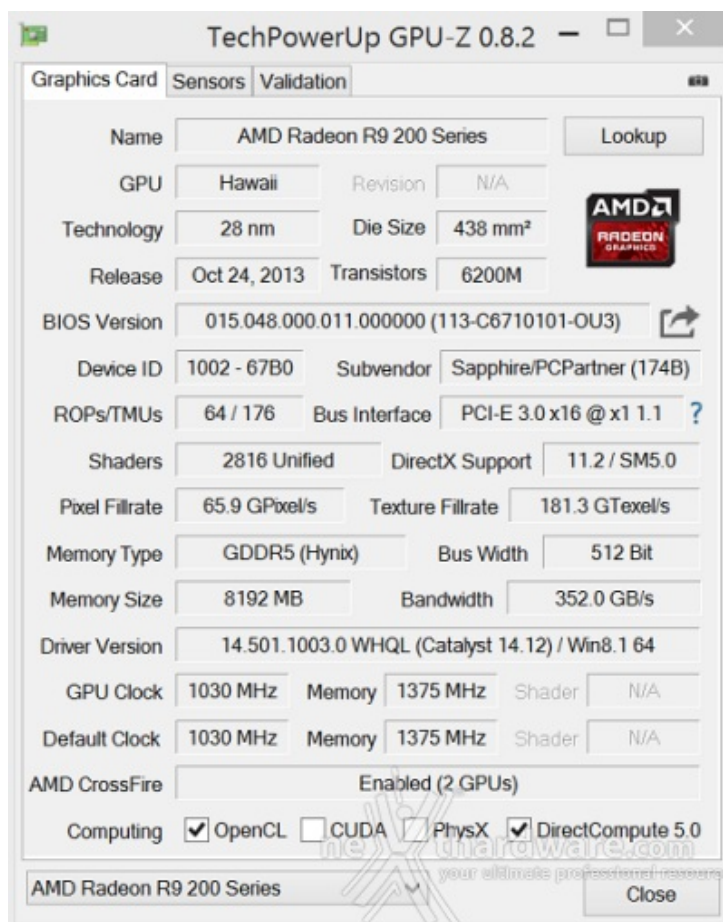 TechPowerUp GPU-Z 0.8.2
Graphics Card Sensors Validation
Name AMD Radeon R9 200 Series Lookup
GPU Hawaii Revision N/A
AMD
RADEON
GRAPHICS
Technology 28 nm Die Size 438 mm²
Release Oct 24, 2013 Transistors 6200M
BIOS Version 015.048.000.011.000000 (113-C6710101-OU3)
Device ID 1002 - 67B0 Subvendor Sapphire/PCPartner (174B)
ROPs/TMUs 64 / 176 Bus Interface PCI-E 3.0 x16 @ x1 1.1 ?
Shaders 2816 Unified DirectX Support 11.2 / SM5.0
Pixel Fillrate 65.9 GPixel/s Texture Fillrate 181.3 GTexel/s
Memory Type GDDR5 (Hynix) Bus Width 512 Bit
Memory Size 8192 MB Bandwidth 352.0 GB/s
Driver Version 14.501.1003.0 WHQL (Catalyst 14.12) / Win8.1 64
GPU Clock 1030 MHz Memory 1375 MHz Shader N/A
Default Clock 1030 MHz Memory 1375 MHz Shader N/A
AMD CrossFire Enabled (2 GPUs)
Computing OpenCL CUDA PhysX DirectCompute 5.0
nexthardware.com
your ultimate professional resource
AMD Radeon R9 200 Series Close